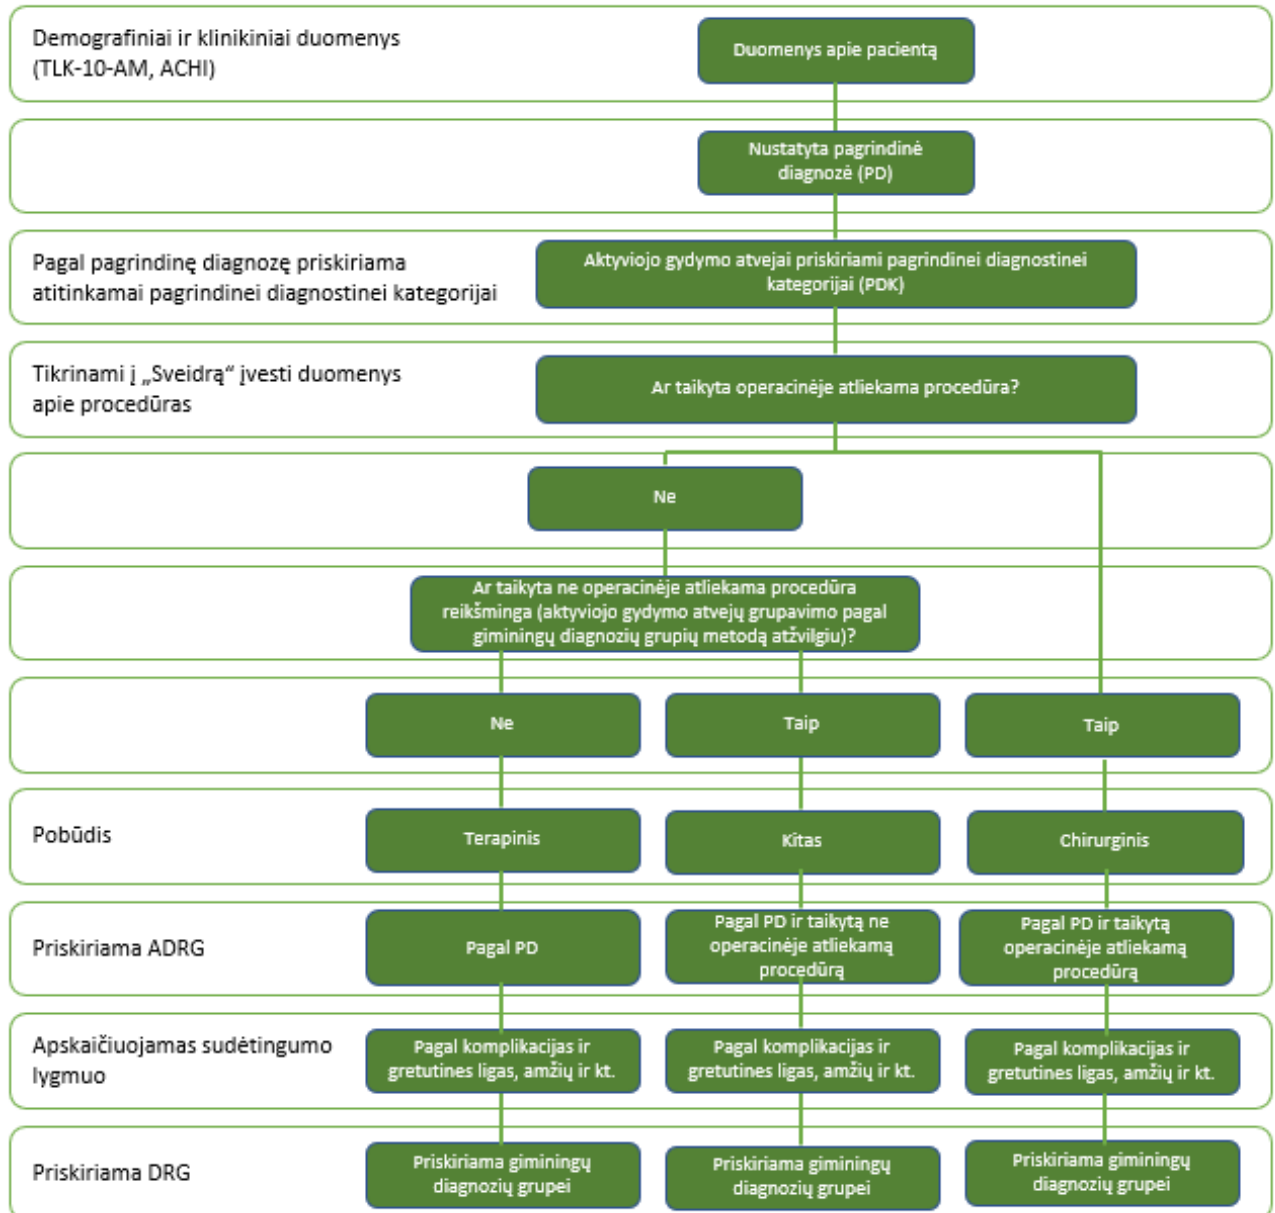 Demografiniai ir klinikiniai duomenys
(TLK-10-AM, ACHI)
Duomenys apie pacientą
Nustatyta pagrindinė
diagnozė (PD)
Pagal pagrindinę diagnozę priskiriama
atitinkamai pagrindinei diagnostinei kategorijai
Aktyviojo gydymo atvejai priskiriami pagrindinei diagnostinei
kategorijai (PDK)
Tikrinami į „Sveidrą“ įvesti duomenys
apie procedūras
Ar taikyta operacinėje atliekama procedūra?
Ne
Ar taikyta ne operacinėje atliekama procedūra
reikšminga (aktyviojo gydymo atvejų grupavimo pagal
giminingų diagnozių grupių metodą atžvilgiu)?
Ne
Taip
Taip
Pobūdis
Terapinis
Kitas
Chirurginis
Priskiriama ADRG
Pagal PD
Pagal PD ir taikytą ne
operacinėje atliekamą
procedūrą
Pagal PD ir taikytą
operacinėje atliekamą
procedūrą
Apskaičiuojamas sudėtingumo
lygmuo
Pagal komplikacijas ir
gretutines ligas, amžių ir kt.
Pagal komplikacijas ir
gretutines ligas, amžių ir kt.
Pagal komplikacijas ir
gretutines ligas, amžių ir kt.
Priskiriama DRG
Priskiriama giminingų
diagnozių grupei
Priskiriama giminingų
diagnozių grupei
Priskiriama giminingų
diagnozių grupei